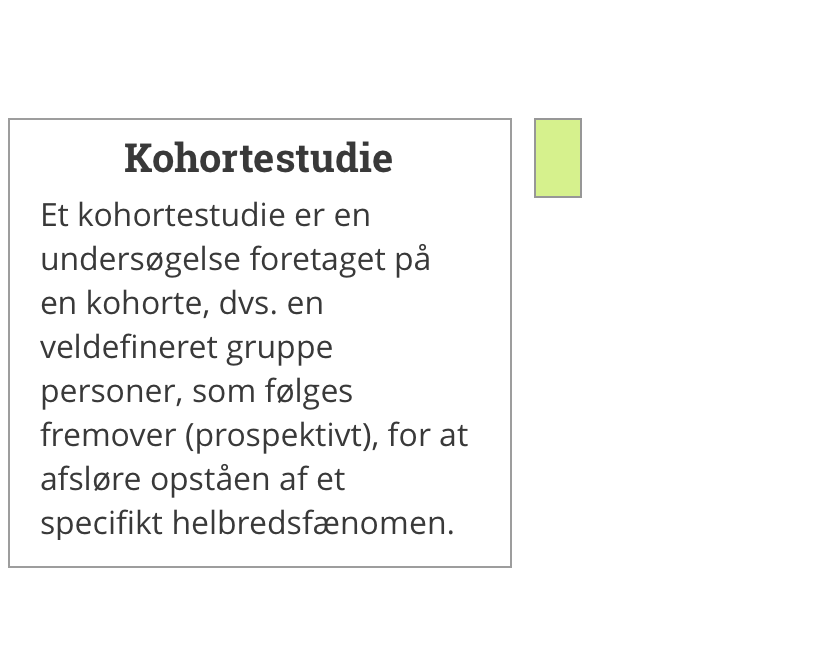 Kohortestudie
Et kohortestudie er en
undersøgelse foretaget på
en kohorte, dvs. en
veldefineret gruppe
personer, som følges
fremover (prospektivt), for at
afsløre opståen af et
specifikt helbredsfænomen.